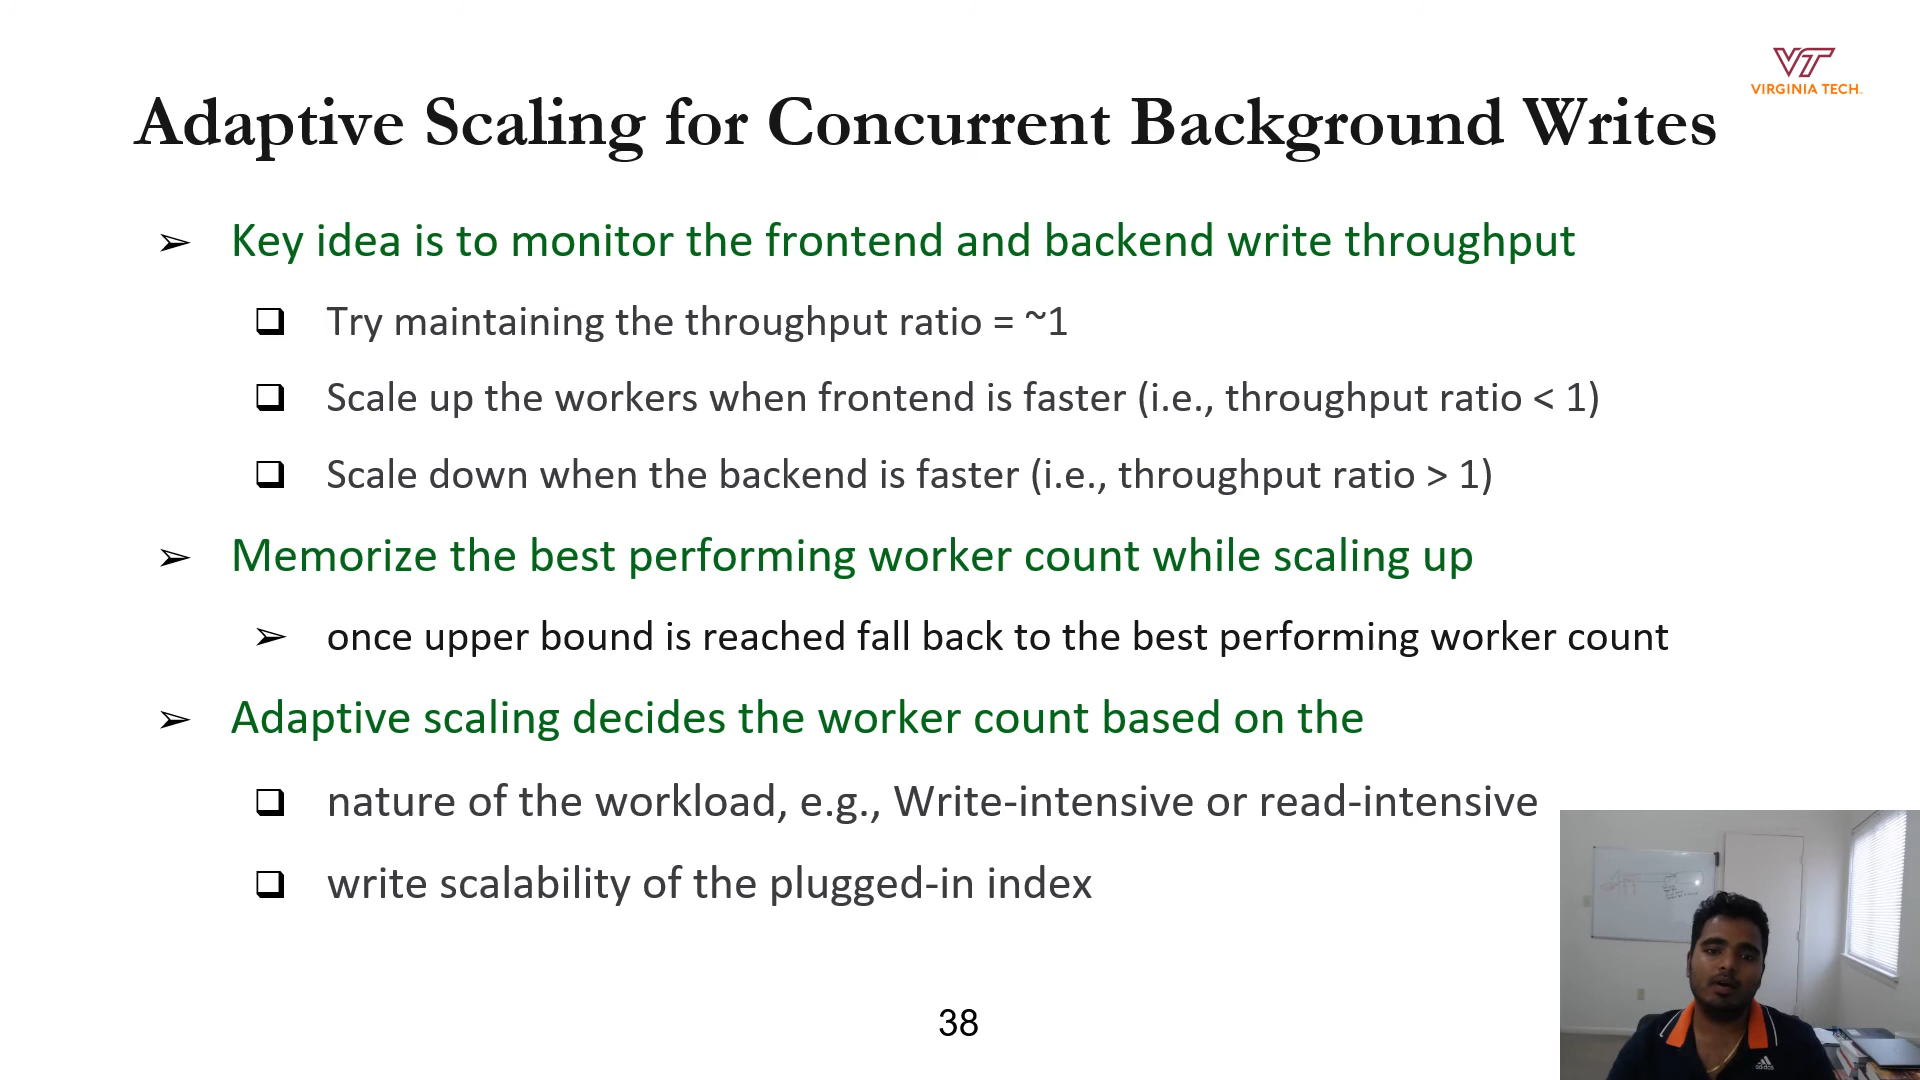 VIRGINIA TECH.
Adaptive Scaling for Concurrent Background Writes
Key idea is to monitor the frontend and backend write throughput
Try maintaining the throughput ratio = ~1
Scale up the workers when frontend is faster (i.e., throughput ratio < 1)
Scale down when the backend is faster (i.e., throughput ratio > 1)
Memorize the best performing worker count while scaling up
once upper bound is reached fall back to the best performing worker count
Adaptive scaling decides the worker count based on the
nature of the workload, e.g., Write-intensive or read-intensive
write scalability of the plugged-in index
38
adidas